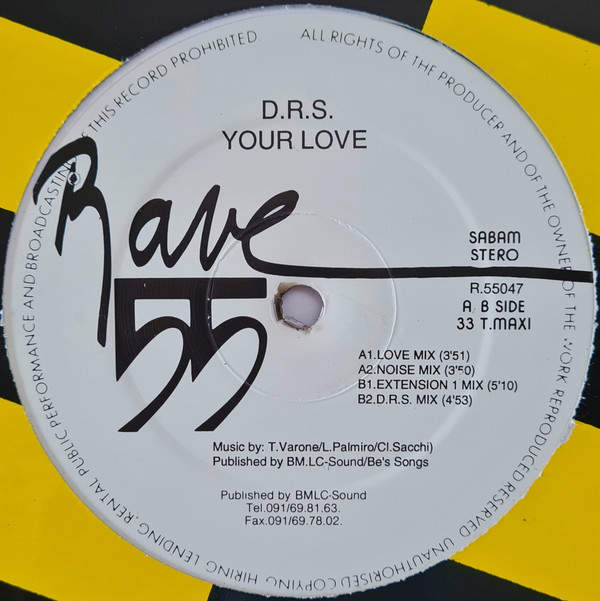 ALL RIGHTS OF THE PRODUCER AND OF THE OWNER OF THE WORK REPRODUCED RESERVED UNAUTHORISED COPYING HIRING LENDING, RENTAL PUBLIC PERFORMANCE AND BROADCASTING THIS RECORD PROHIBITED
D.R.S.
YOUR LOVE
Rave
55
SABAM
STERO
R.55047
A/B SIDE
33 T.MAXI
A1.LOVE MIX (3'51)
A2.NOISE MIX (3'50)
B1.EXTENSION 1 MIX (5'10)
B2.D.R.S. MIX (4'53)
Music by: T.Varone/L.Palmiro/Cl.Sacchi)
Published by BM.LC-Sound/Be's Songs
Published by BMLC-Sound
Tel.091/69.81.63.
Fax.091/69.78.02.